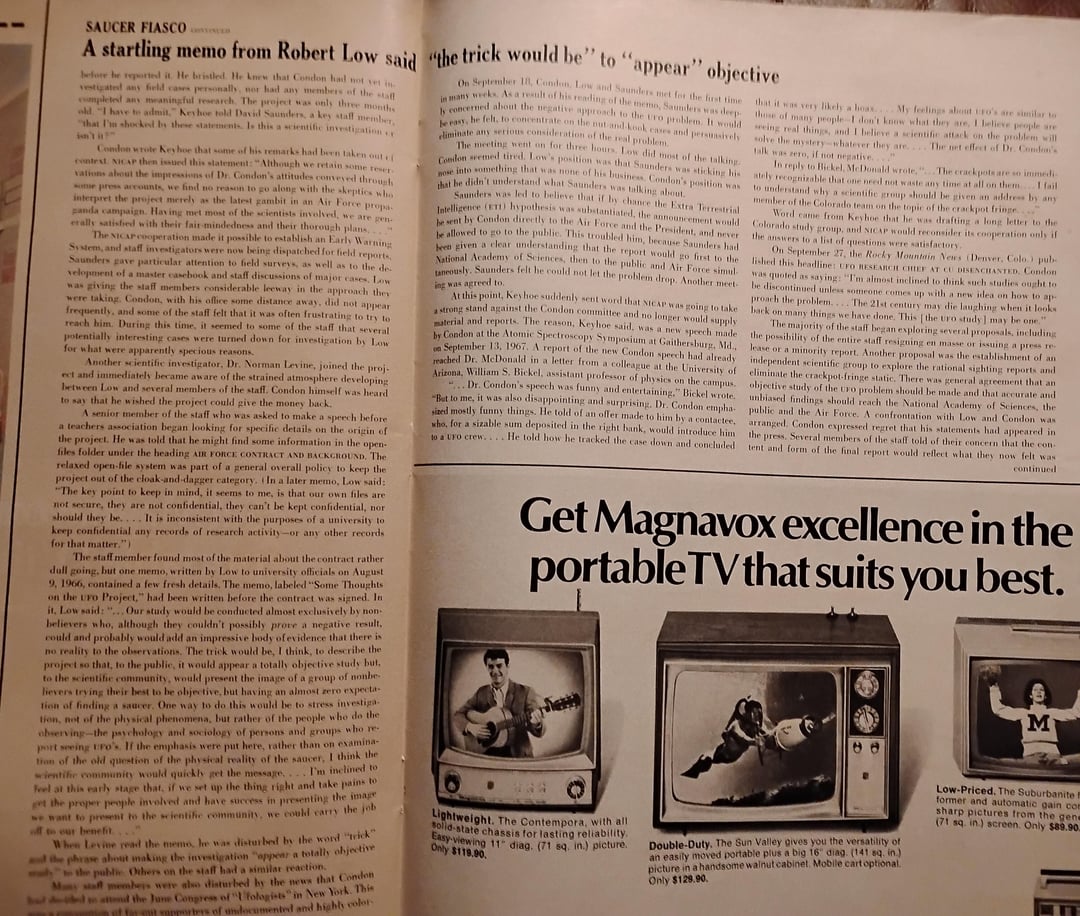 SAUCER FIASCO CONTINUED
A startling memo from Robert Low said "the trick would be" to "appear" objective
before he reported it. He bristled. He knew that Condon had not yet in-
vestigated any field cases personally, nor had any members of the staff
completed any meaningful research. The project was only three months
old. "I have to admit," Keyhoe told David Saunders, a key staff member,
"that I'm shocked by these statements. Is this a scientific investigation or
isn't it?"
Condon wrote Keyhoe that some of his remarks had been taken out of
context. NICAP then issued this statement: "Although we retain some reser-
vations about the impressions of Dr. Condon's attitudes conveyed through
some press accounts, we find no reason to go along with the skeptics who
interpret the project merely as the latest gambit in an Air Force propa-
ganda campaign. Having met most of the scientists involved, we are gen-
erally satisfied with their fair-mindedness and their thorough plans. . . ."
The NICAP cooperation made it possible to establish an Early Warning
System, and staff investigators were now being dispatched for field reports.
Saunders gave particular attention to field surveys, as well as to the de-
velopment of a master casebook and staff discussions of major cases. Low
was giving the staff members considerable leeway in the approach they
were taking. Condon, with his office some distance away, did not appear
frequently, and some of the staff felt that it was often frustrating to try to
reach him. During this time, it seemed to some of the staff that several
potentially interesting cases were turned down for investigation by Low
for what were apparently specious reasons.
Another scientific investigator, Dr. Norman Levine, joined the proj-
ect and immediately became aware of the strained atmosphere developing
between Low and several members of the staff. Condon himself was heard
to say that he wished the project could give the money back.
A senior member of the staff who was asked to make a speech before
a teachers association began looking for specific details on the origin of
the project. He was told that he might find some information in the open-
files folder under the heading AIR FORCE CONTRACT AND BACKGROUND. The
relaxed open-file system was part of a general overall policy to keep the
project out of the cloak-and-dagger category. (In a later memo, Low said:
"The key point to keep in mind, it seems to me, is that our own files are
not secure, they are not confidential, they can't be kept confidential, nor
should they be. . . . It is inconsistent with the purposes of a university to
keep confidential any records of research activity—or any other records
for that matter.")
The staff member found most of the material about the contract rather
dull going, but one memo, written by Low to university officials on August
9, 1966, contained a few fresh details. The memo, labeled "Some Thoughts
on the UFO Project," had been written before the contract was signed. In
it, Low said: ". . . Our study would be conducted almost exclusively by non-
believers who, although they couldn't possibly prove a negative result,
could and probably would add an impressive body of evidence that there is
no reality to the observations. The trick would be, I think, to describe the
project so that, to the public, it would appear a totally objective study but,
to the scientific community, would present the image of a group of nonbe-
lievers trying their best to be objective, but having an almost zero expecta-
tion of finding a saucer. One way to do this would be to stress investiga-
tion, not of the physical phenomena, but rather of the people who do the
observing—the psychology and sociology of persons and groups who re-
port seeing UFO's. If the emphasis were put here, rather than on examina-
tion of the old question of the physical reality of the saucer, I think the
scientific community would quickly get the message. . . . I'm inclined to
feel at this early stage that, if we set up the thing right and take pains to
get the proper people involved and have success in presenting the image
we want to present to the scientific community, we could carry the job
off to our benefit. . . ."
When Levine read the memo, he was disturbed by the word "trick"
and the phrase about making the investigation "appear a totally objective
study" to the public. Others on the staff had a similar reaction.
Many staff members were also disturbed by the news that Condon
had decided to attend the June Congress of "Ufologists" in New York. This
was a convention of far-out supporters of undocumented and highly color-
On September 18, Condon, Low and Saunders met for the first time
in many weeks. As a result of his reading of the memo, Saunders was deep-
ly concerned about the negative approach to the UFO problem. It would
be easy, he felt, to concentrate on the nut-and-kook cases and persuasively
eliminate any serious consideration of the real problem.
The meeting went on for three hours. Low did most of the talking.
Condon seemed tired. Low's position was that Saunders was sticking his
nose into something that was none of his business. Condon's position was
that he didn't understand what Saunders was talking about.
Saunders was led to believe that if by chance the Extra Terrestrial
Intelligence (ETI) hypothesis was substantiated, the announcement would
be sent by Condon directly to the Air Force and the President, and never
be allowed to go to the public. This troubled him, because Saunders had
been given a clear understanding that the report would go first to the
National Academy of Sciences, then to the public and Air Force simul-
taneously. Saunders felt he could not let the problem drop. Another meet-
ing was agreed to.
At this point, Keyhoe suddenly sent word that NICAP was going to take
a strong stand against the Condon committee and no longer would supply
material and reports. The reason, Keyhoe said, was a new speech made
by Condon at the Atomic Spectroscopy Symposium at Gaithersburg, Md.,
on September 13, 1967. A report of the new Condon speech had already
reached Dr. McDonald in a letter from a colleague at the University of
Arizona, William S. Bickel, assistant professor of physics on the campus.
". . . Dr. Condon's speech was funny and entertaining," Bickel wrote.
"But to me, it was also disappointing and surprising. Dr. Condon empha-
sized mostly funny things. He told of an offer made to him by a contactee,
who, for a sizable sum deposited in the right bank, would introduce him
to a UFO crew. . . . He told how he tracked the case down and concluded
that it was very likely a hoax. . . . My feelings about UFO's are similar to
those of many people—I don't know what they are, I believe people are
seeing real things, and I believe a scientific attack on the problem will
solve the mystery—whatever they are. . . . The net effect of Dr. Condon's
talk was zero, if not negative. . . ."
In reply to Bickel, McDonald wrote, ". . . The crackpots are so immedi-
ately recognizable that one need not waste any time at all on them. . . . I fail
to understand why a scientific group should be given an address by any
member of the Colorado team on the topic of the crackpot fringe. . . ."
Word came from Keyhoe that he was drafting a long letter to the
Colorado study group, and NICAP would reconsider its cooperation only if
the answers to a list of questions were satisfactory.
On September 27, the Rocky Mountain News (Denver, Colo.) pub-
lished this headline: UFO RESEARCH CHIEF AT CU DISENCHANTED. Condon
was quoted as saying: "I'm almost inclined to think such studies ought to
be discontinued unless someone comes up with a new idea on how to ap-
proach the problem. . . . The 21st century may die laughing when it looks
back on many things we have done. This [the UFO study] may be one."
The majority of the staff began exploring several proposals, including
the possibility of the entire staff resigning en masse or issuing a press re-
lease or a minority report. Another proposal was the establishment of an
independent scientific group to explore the rational sighting reports and
eliminate the crackpot-fringe static. There was general agreement that an
objective study of the UFO problem should be made and that accurate and
unbiased findings should reach the National Academy of Sciences, the
public and the Air Force. A confrontation with Low and Condon was
arranged. Condon expressed regret that his statements had appeared in
the press. Several members of the staff told of their concern that the con-
tent and form of the final report would reflect what they now felt was
continued
Get Magnavox excellence in the
portable TV that suits you best.
M
Lightweight. The Contempora, with all
solid-state chassis for lasting reliability.
Easy-viewing 11" diag. (71 sq. in.) picture.
Only $119.90.
Double-Duty. The Sun Valley gives you the versatility of
an easily moved portable plus a big 16" diag. (141 sq. in.)
picture in a handsome walnut cabinet. Mobile cart optional.
Only $129.90.
Low-Priced. The Suburbanite
former and automatic gain
sharp pictures from the
(71 sq. in.) screen. Only $89.90